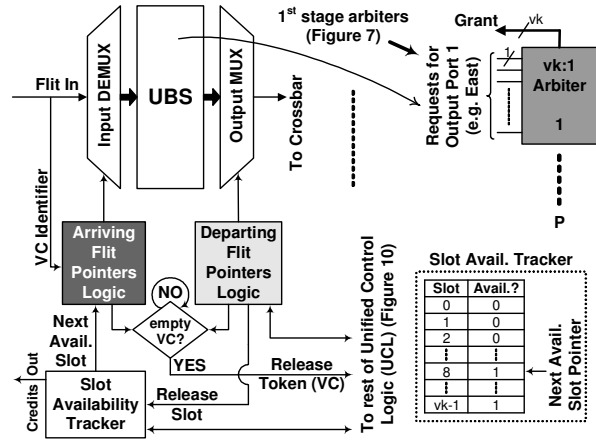 1st stage arbiters
(Figure 7)
Grant
vk
Flit In
Input DEMUX
UBS
Output MUX
To Crossbar
Requests for
Output Port 1
(e.g. East)
1
vk:1
Arbiter
1
P
VC Identifier
Arriving
Flit
Pointers
Logic
Departing
Flit
Pointers
Logic
NO
empty
VC?
YES
Next
Avail.
Slot
Release
Token (VC)
Release
Slot
Credits Out
Slot
Availability
Tracker
To rest of Unified Control
Logic (UCL) (Figure 10)
Slot Avail. Tracker
Slot Avail.?
0 0
1 0
2 0
8 1
vk-1 1
Next Avail.
Slot Pointer